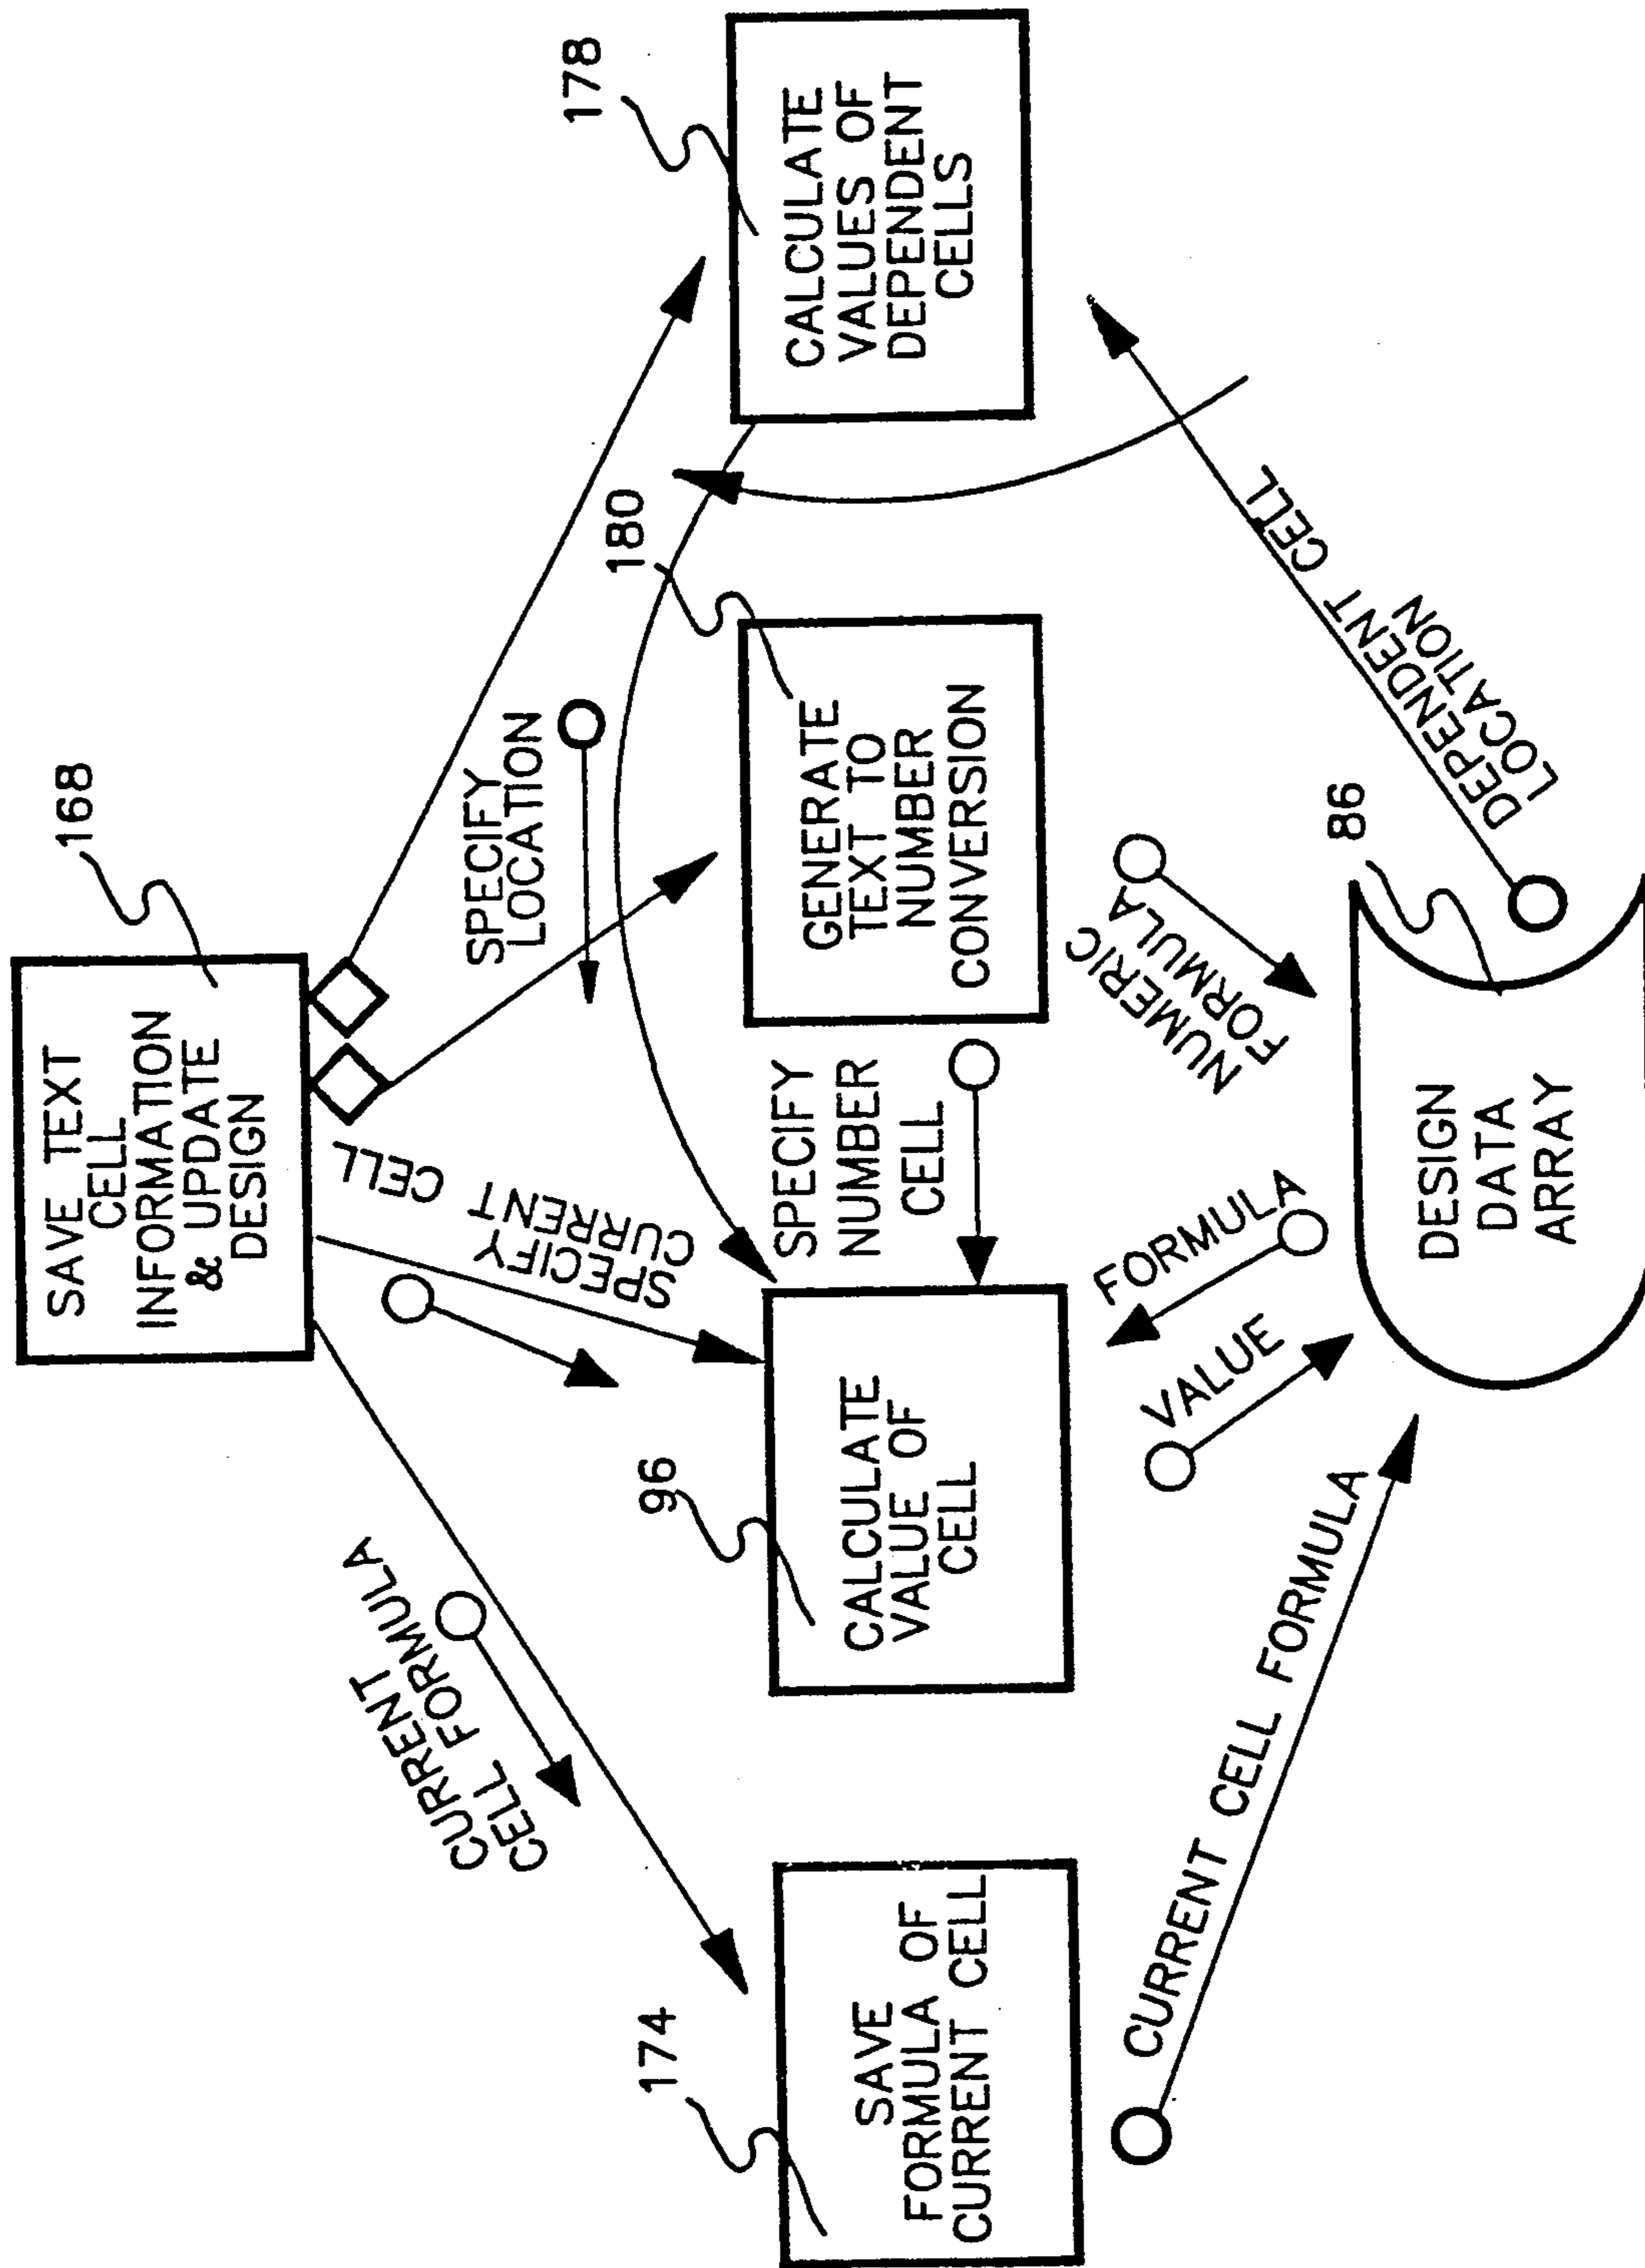 168
SAVE TEXT
CELL
INFORMATION
& UPDATE
DESIGN
CURRENT
CELL FORMULA
SPECIFY
CURRENT CELL
SPECIFY
LOCATION
174
SAVE
FORMULA OF
CURRENT CELL
96
CALCULATE
VALUE OF
CELL
SPECIFY
NUMBER
CELL
180
GENERATE
TEXT TO
NUMBER
CONVERSION
178
CALCULATE
VALUES OF
DEPENDENT
CELLS
CURRENT CELL FORMULA
VALUE
FORMULA
NUMERIC
FORMULA
DEPENDENT CELL
LOCATION
86
DESIGN
DATA
ARRAY